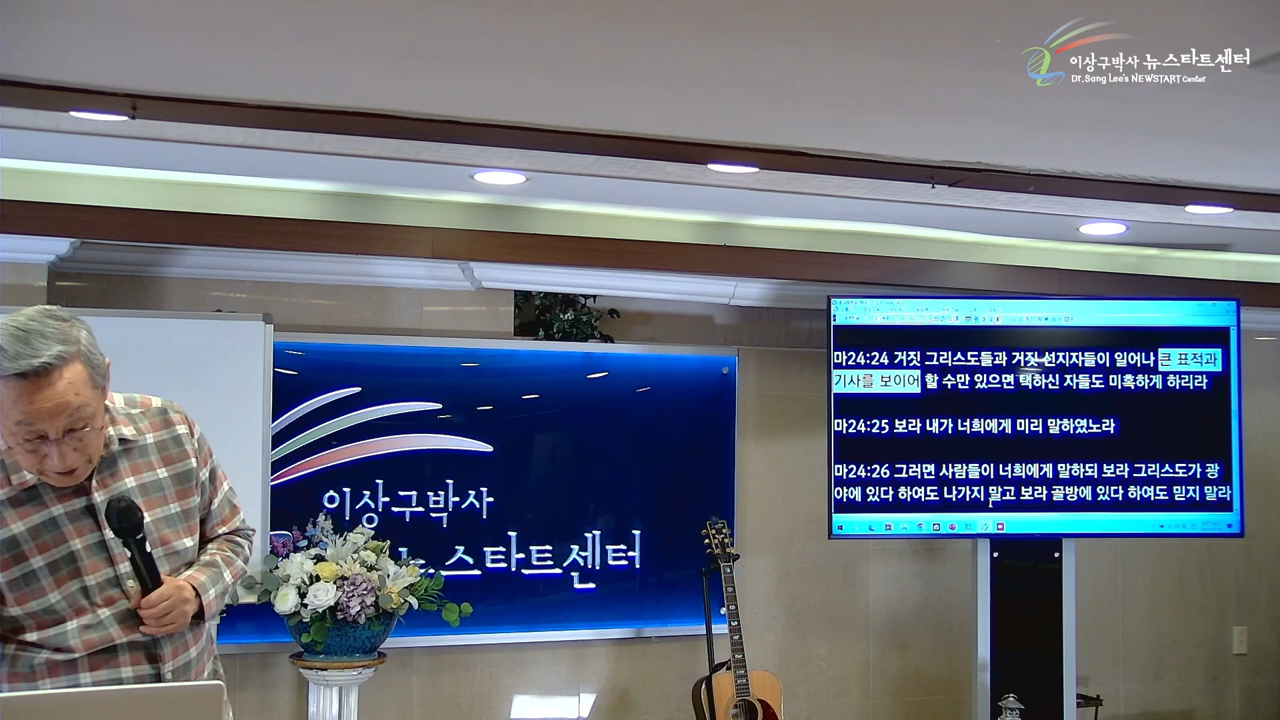 이상구박사 뉴스타트센터
Dr. Sang Lee's NEWSTART Center
마24:24 거짓 그리스도들과 거짓 선지자들이 일어나 큰 표적과
기사를 보이어 할 수만 있으면 택하신 자들도 미혹하게 하리라
마24:25 보라 내가 너희에게 미리 말하였노라
마24:26 그러면 사람들이 너희에게 말하되 보라 그리스도가 광
야에 있다 하여도 나가지 말고 보라 골방에 있다 하여도 믿지 말라
이상구박사
뉴스타트센터